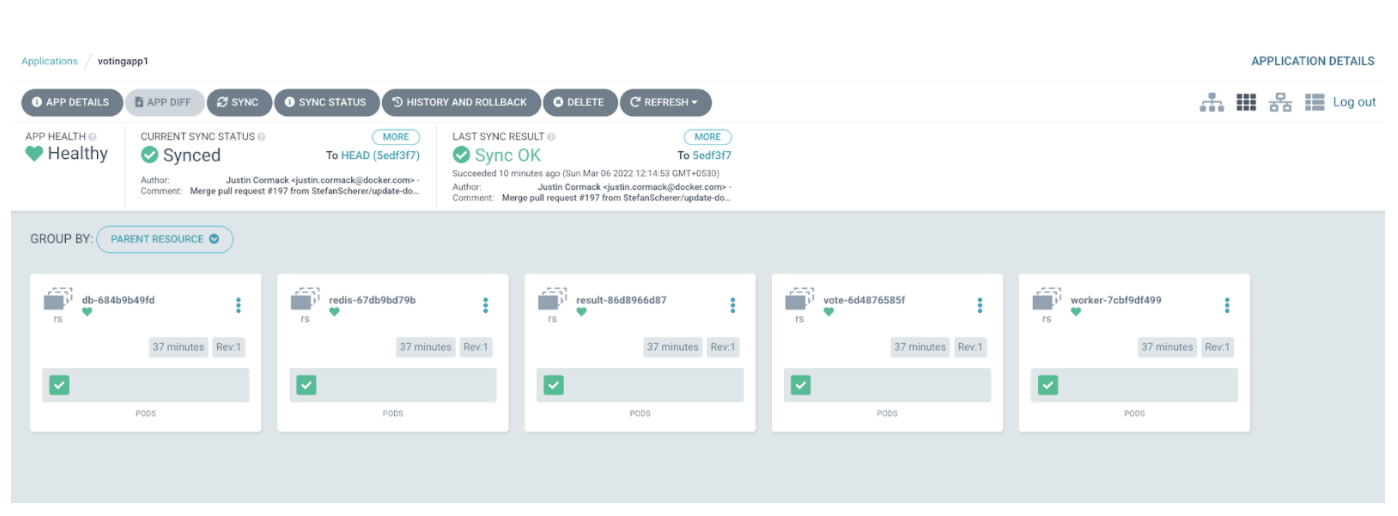 Applications / votingapp1
APPLICATION DETAILS
APP DETAILS
APP DIFF
SYNC
SYNC STATUS
HISTORY AND ROLLBACK
DELETE
REFRESH
Log out
APP HEALTH
Healthy
CURRENT SYNC STATUS
MORE
Synced
To HEAD (5edf3f7)
Author: Justin Cormack <justin.cormack@docker.com> -
Comment: Merge pull request #197 from StefanScherer/update-do...
LAST SYNC RESULT
MORE
Sync OK
To 5edf3f7
Succeeded 10 minutes ago (Sun Mar 06 2022 12:14:53 GMT+0530)
Author: Justin Cormack <justin.cormack@docker.com> -
Comment: Merge pull request #197 from StefanScherer/update-do...
GROUP BY: PARENT RESOURCE
db-684b9b49fd
rs
37 minutes Rev:1
PODS
redis-67db9bd79b
rs
37 minutes Rev:1
PODS
result-86d8966d87
rs
37 minutes Rev:1
PODS
vote-6d4876585f
rs
37 minutes Rev:1
PODS
worker-7cbf9df499
rs
37 minutes Rev:1
PODS